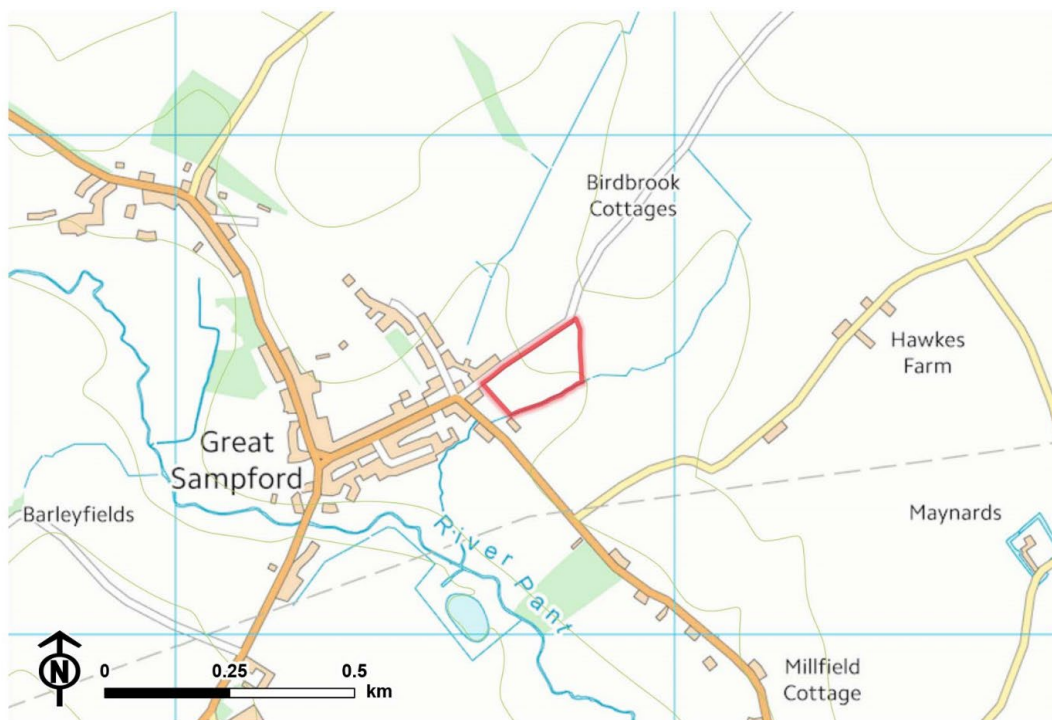 Birdbrook
Cottages
Hawkes
Farm
Great
Sampford
Barleyfields
Maynards
River Pant
Millfield
Cottage
N
0 0.25 0.5
km